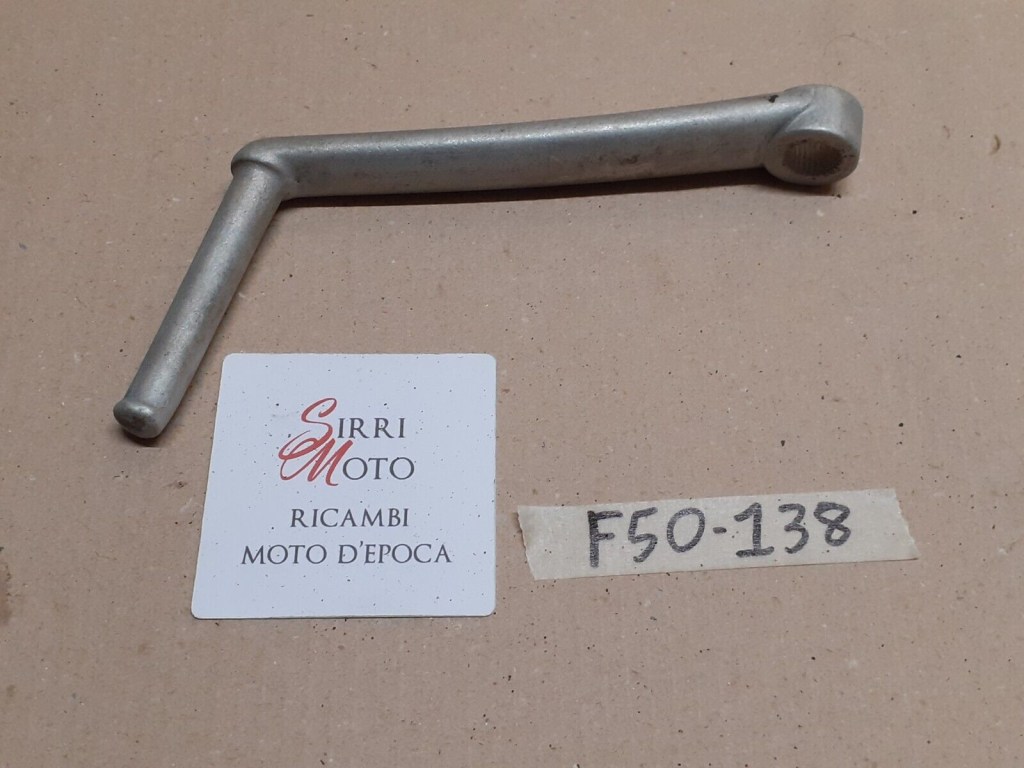 SIRRI
MOTO
RICAMBI
MOTO D'EPOCA
F50-138